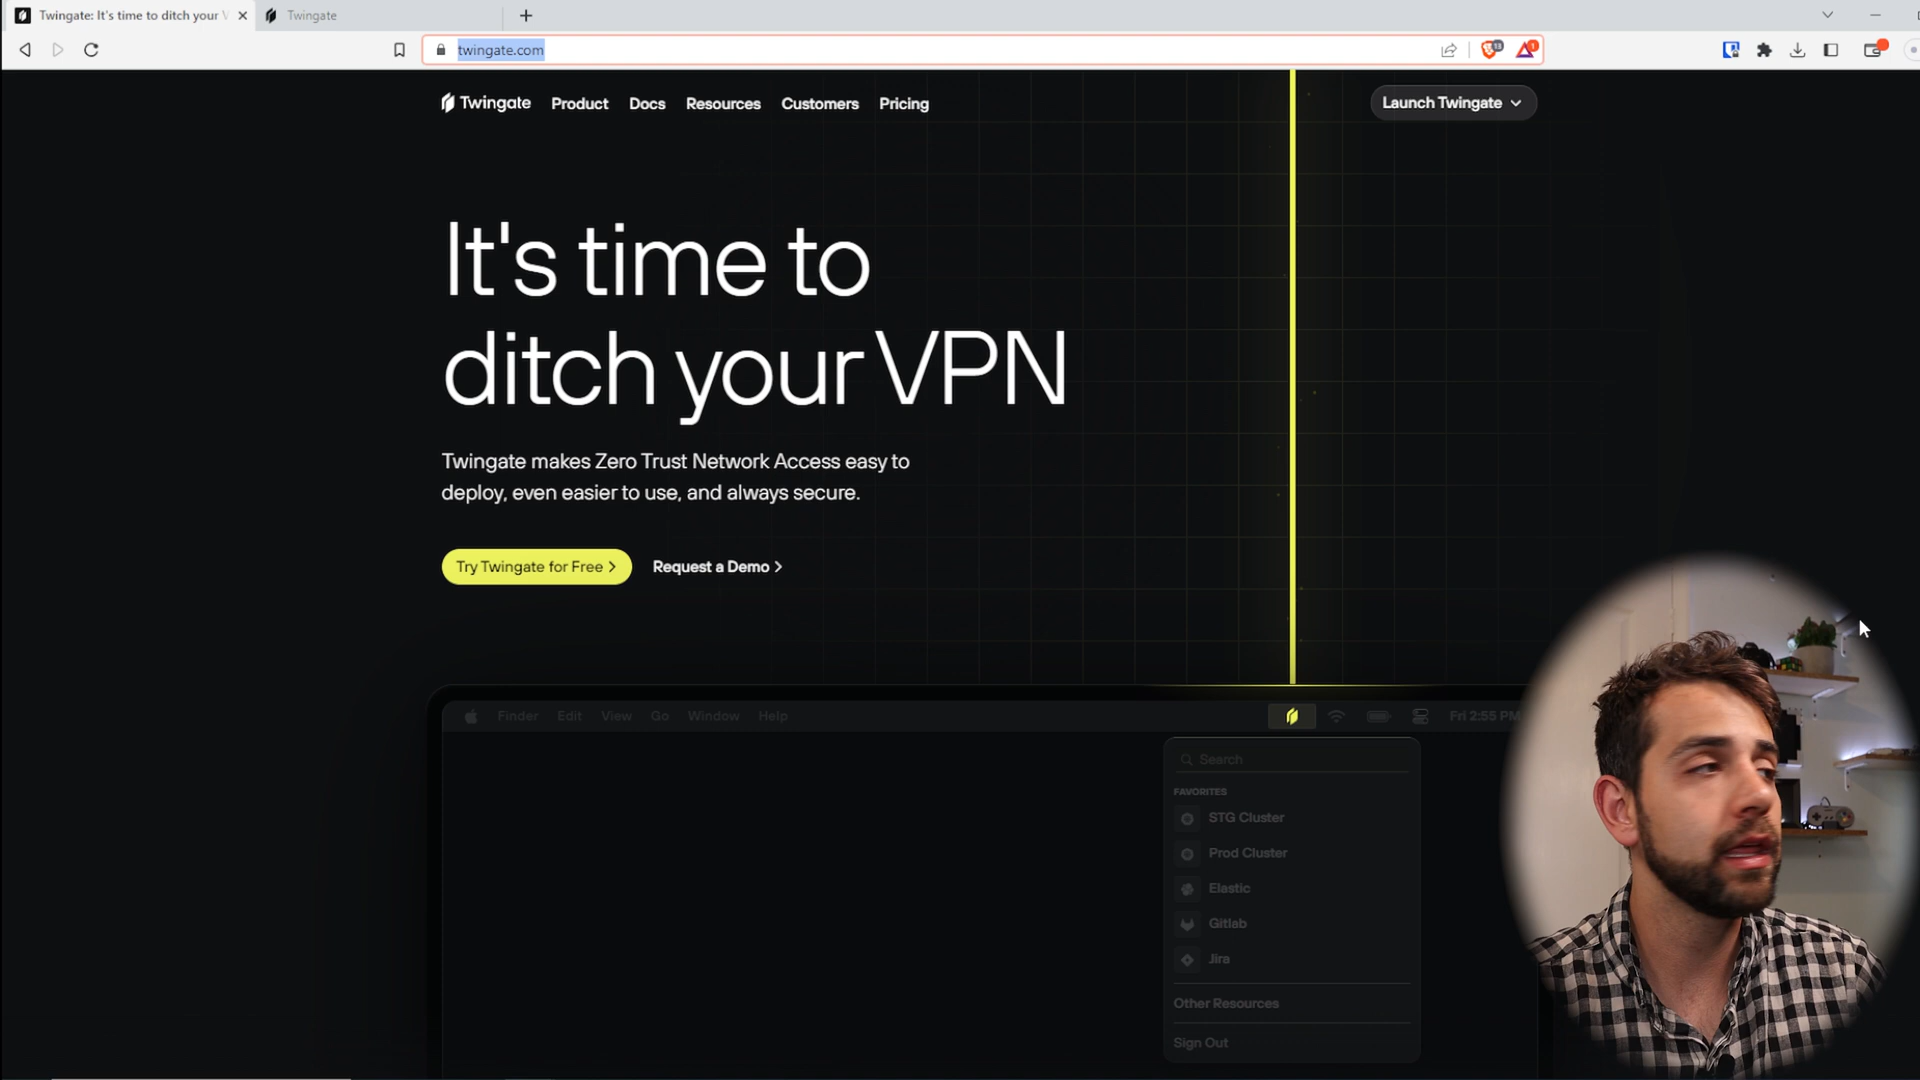 Twingate: It's time to ditch your V
Twingate
twingate.com
Twingate
Product
Docs
Resources
Customers
Pricing
Launch Twingate
It's time to
ditch your VPN
Twingate makes Zero Trust Network Access easy to
deploy, even easier to use, and always secure.
Try Twingate for Free
Request a Demo
Finder
Edit
View
Go
Window
Help
Fri 2:55 PM
Search
FAVORITES
STG Cluster
Prod Cluster
Elastic
Gitlab
Jira
Other Resources
Sign Out